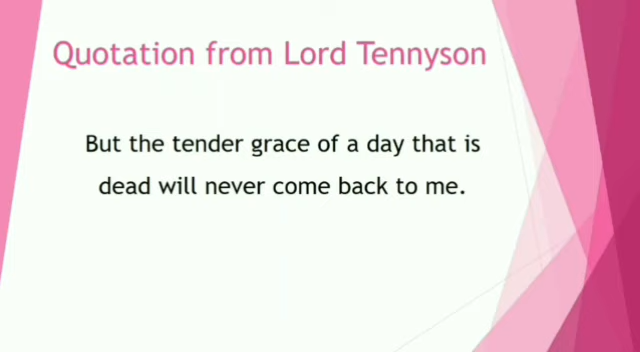 Quotation from Lord Tennyson
But the tender grace of a day that is
dead will never come back to me.